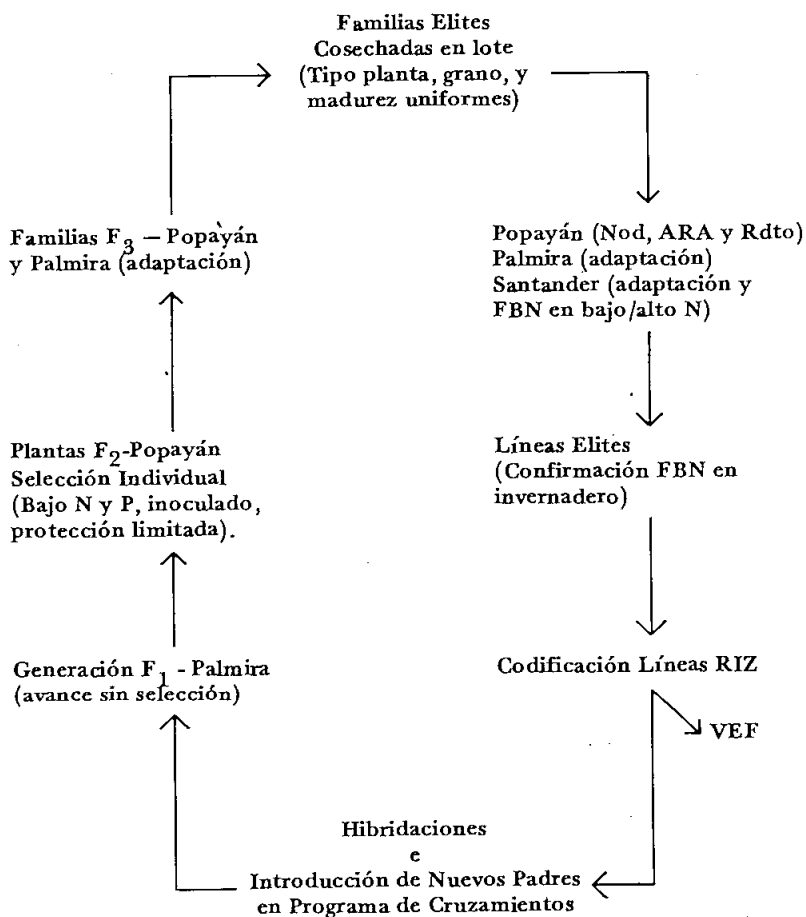 Familias Elites
Cosechadas en lote
(Tipo planta, grano, y
madurez uniformes)
Familias F3 — Popayán
y Palmira (adaptación)
Popayán (Nod, ARA y Rdto)
Palmira (adaptación)
Santander (adaptación y
FBN en bajo/alto N)
Plantas F2-Popayán
Selección Individual
(Bajo N y P, inoculado,
protección limitada).
Líneas Elites
(Confirmación FBN en
invernadero)
Generación F1 - Palmira
(avance sin selección)
Codificación Líneas RIZ
VEF
Hibridaciones
e
Introducción de Nuevos Padres
en Programa de Cruzamientos